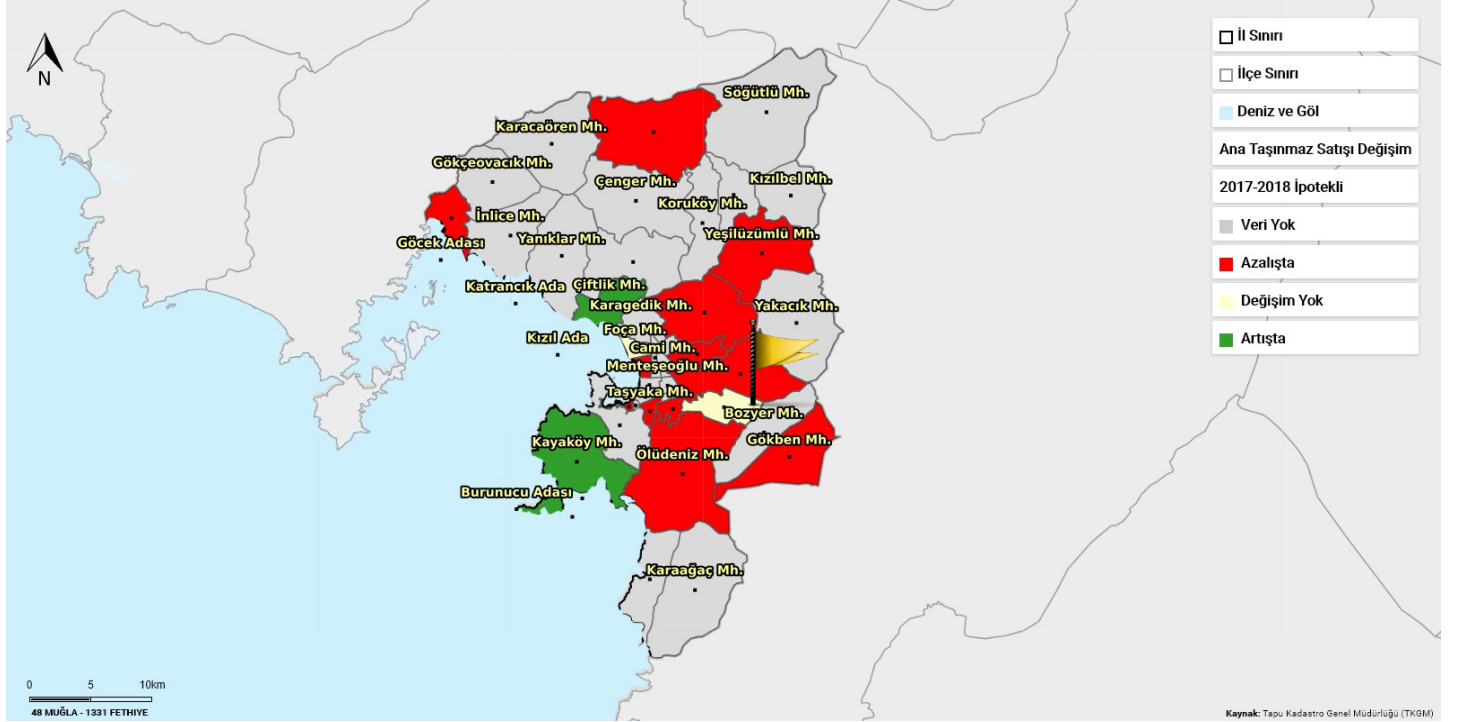 N
Söğütlü Mh.
Karacaören Mh.
Gökçeovacık Mh.
Çenger Mh.
Kızılbel Mh.
Koruköy Mh.
İnlice Mh.
Yeşilüzümlü Mh.
Göcek Adası
Yanıklar Mh.
Katrancık Ada
Çiftlik Mh.
Karagedik Mh.
Yakacık Mh.
Foça Mh.
Kızıl Ada
Cami Mh.
Menteşeoğlu Mh.
Taşyaka Mh.
Bozyer Mh.
Kayaköy Mh.
Gökben Mh.
Ölüdeniz Mh.
Burunucu Adası
Karaağaç Mh.
İl Sınırı
İlçe Sınırı
Deniz ve Göl
Ana Taşınmaz Satışı Değişim
2017-2018 İpotekli
Veri Yok
Azalışta
Değişim Yok
Artışta
0 5 10km
48 MUĞLA - 1331 FETHIYE
Kaynak: Tapu Kadastro Genel Müdürlüğü (TKGM)